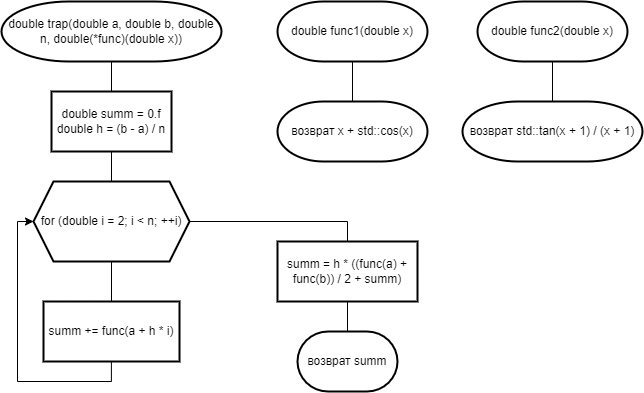 double trap(double a, double b, double
n, double(*func)(double x))
double summ = 0.f
double h = (b - a) / n
for (double i = 2; i < n; ++i)
summ += func(a + h * i)
summ = h * ((func(a) +
func(b)) / 2 + summ)
возврат summ
double func1(double x)
возврат x + std::cos(x)
double func2(double x)
возврат std::tan(x + 1) / (x + 1)